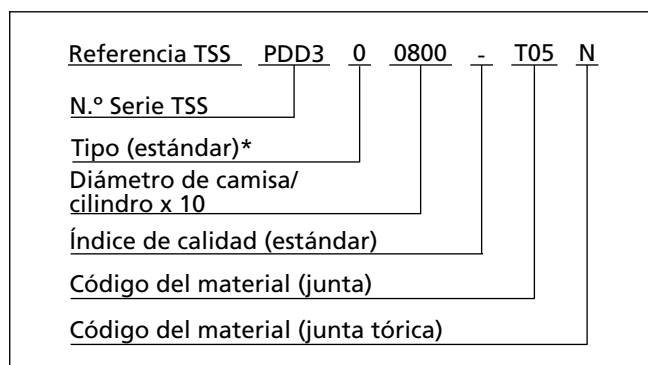 Referencia TSS PDD3 0 0800 - T05 N
N.º Serie TSS
Tipo (estándar)*
Diámetro de camisa/
cilindro x 10
Índice de calidad (estándar)
Código del material (junta)
Código del material (junta tórica)